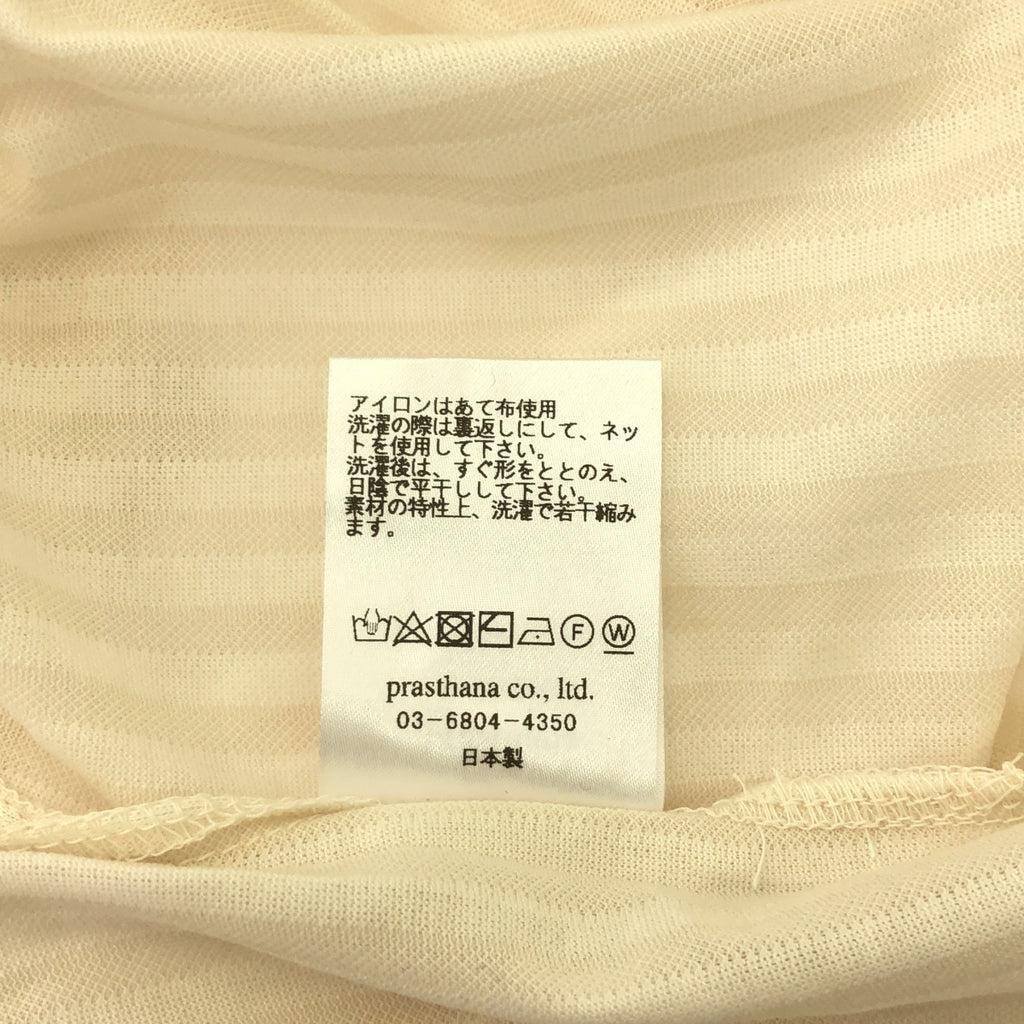 アイロンはあて布使用
洗濯の際は裏返しにして、ネッ
トを使用して下さい。
洗濯後は、すぐ形をととのえ、
日陰で平干しして下さい。
素材の特性上、洗濯で若干縮み
ます。
F W
prasthana co., ltd.
03-6804-4350
日本製